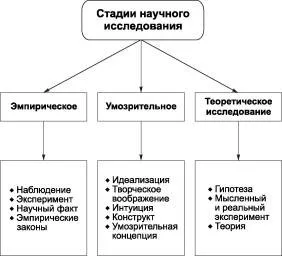 Стадии научного
исследования
Эмпирическое
Умозрительное
Теоретическое
исследование
◆ Наблюдение
◆ Эксперимент
◆ Научный факт
◆ Эмпирические
законы
◆ Идеализация
◆ Творческое
воображение
◆ Интуиция
◆ Конструкт
◆ Умозрительная
концепция
◆ Гипотеза
◆ Мысленный
и реальный
эксперимент
◆ Теория